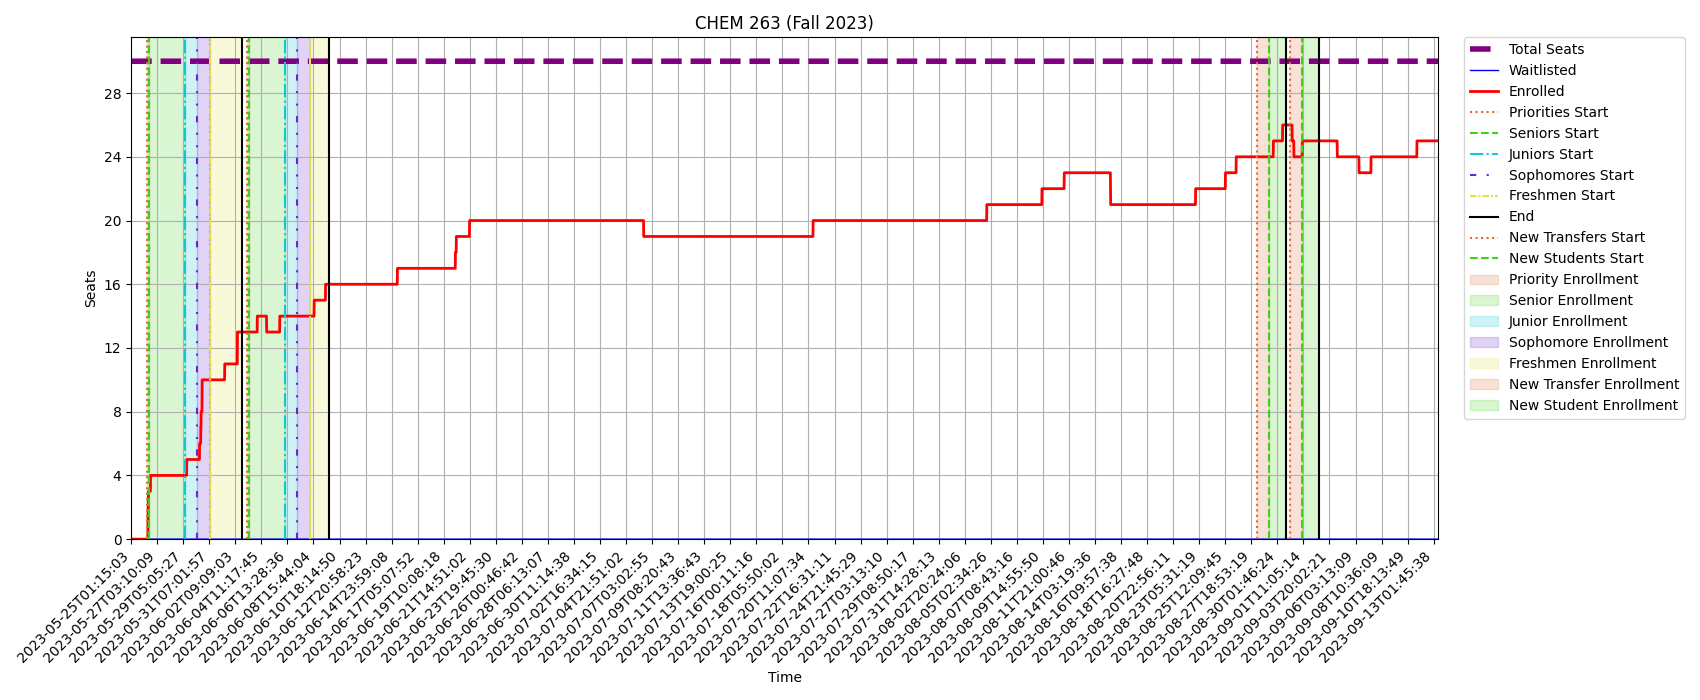 CHEM 263 (Fall 2023)
Seats
28
24
20
16
12
8
4
0
2023-05-25T01:15:03
2023-05-27T03:10:09
2023-05-29T05:05:27
2023-05-31T07:01:57
2023-06-02T09:09:03
2023-06-04T11:17:45
2023-06-06T13:28:36
2023-06-08T15:44:04
2023-06-10T18:14:50
2023-06-12T20:58:23
2023-06-14T23:59:08
2023-06-17T05:07:52
2023-06-19T10:08:18
2023-06-21T14:51:02
2023-06-23T19:45:30
2023-06-26T00:46:42
2023-06-28T06:13:07
2023-06-30T11:14:38
2023-07-02T16:34:15
2023-07-04T21:51:02
2023-07-07T03:02:55
2023-07-09T08:20:43
2023-07-11T13:36:43
2023-07-13T19:00:25
2023-07-16T00:11:16
2023-07-18T05:50:02
2023-07-20T11:07:34
2023-07-22T16:31:11
2023-07-24T21:45:29
2023-07-27T03:13:10
2023-07-29T08:50:17
2023-07-31T14:28:13
2023-08-02T20:24:06
2023-08-05T02:34:26
2023-08-07T08:43:16
2023-08-09T14:55:50
2023-08-11T21:00:46
2023-08-14T03:19:36
2023-08-16T09:57:38
2023-08-18T16:27:48
2023-08-20T22:56:11
2023-08-23T05:31:19
2023-08-25T12:09:45
2023-08-27T18:53:19
2023-08-30T01:46:24
2023-09-01T11:05:14
2023-09-03T20:02:21
2023-09-06T03:13:09
2023-09-08T10:36:09
2023-09-10T18:13:49
2023-09-13T01:45:38
Time
Total Seats
Waitlisted
Enrolled
Priorities Start
Seniors Start
Juniors Start
Sophomores Start
Freshmen Start
End
New Transfers Start
New Students Start
Priority Enrollment
Senior Enrollment
Junior Enrollment
Sophomore Enrollment
Freshmen Enrollment
New Transfer Enrollment
New Student Enrollment